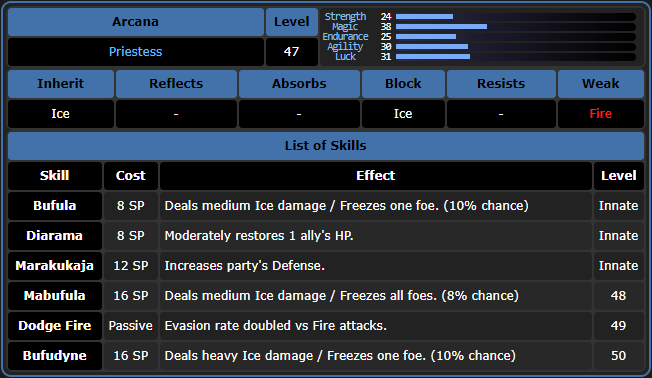 Arcana Level
Priestess 47
Strength 24
Magic 38
Endurance 25
Agility 30
Luck 31
Inherit Reflects Absorbs Block Resists Weak
Ice - - Ice - Fire
List of Skills
Skill Cost Effect Level
Bufula 8 SP Deals medium Ice damage / Freezes one foe. (10% chance) Innate
Diarama 8 SP Moderately restores 1 ally's HP. Innate
Marakukaja 12 SP Increases party's Defense. Innate
Mabufula 16 SP Deals medium Ice damage / Freezes all foes. (8% chance) 48
Dodge Fire Passive Evasion rate doubled vs Fire attacks. 49
Bufudyne 16 SP Deals heavy Ice damage / Freezes one foe. (10% chance) 50